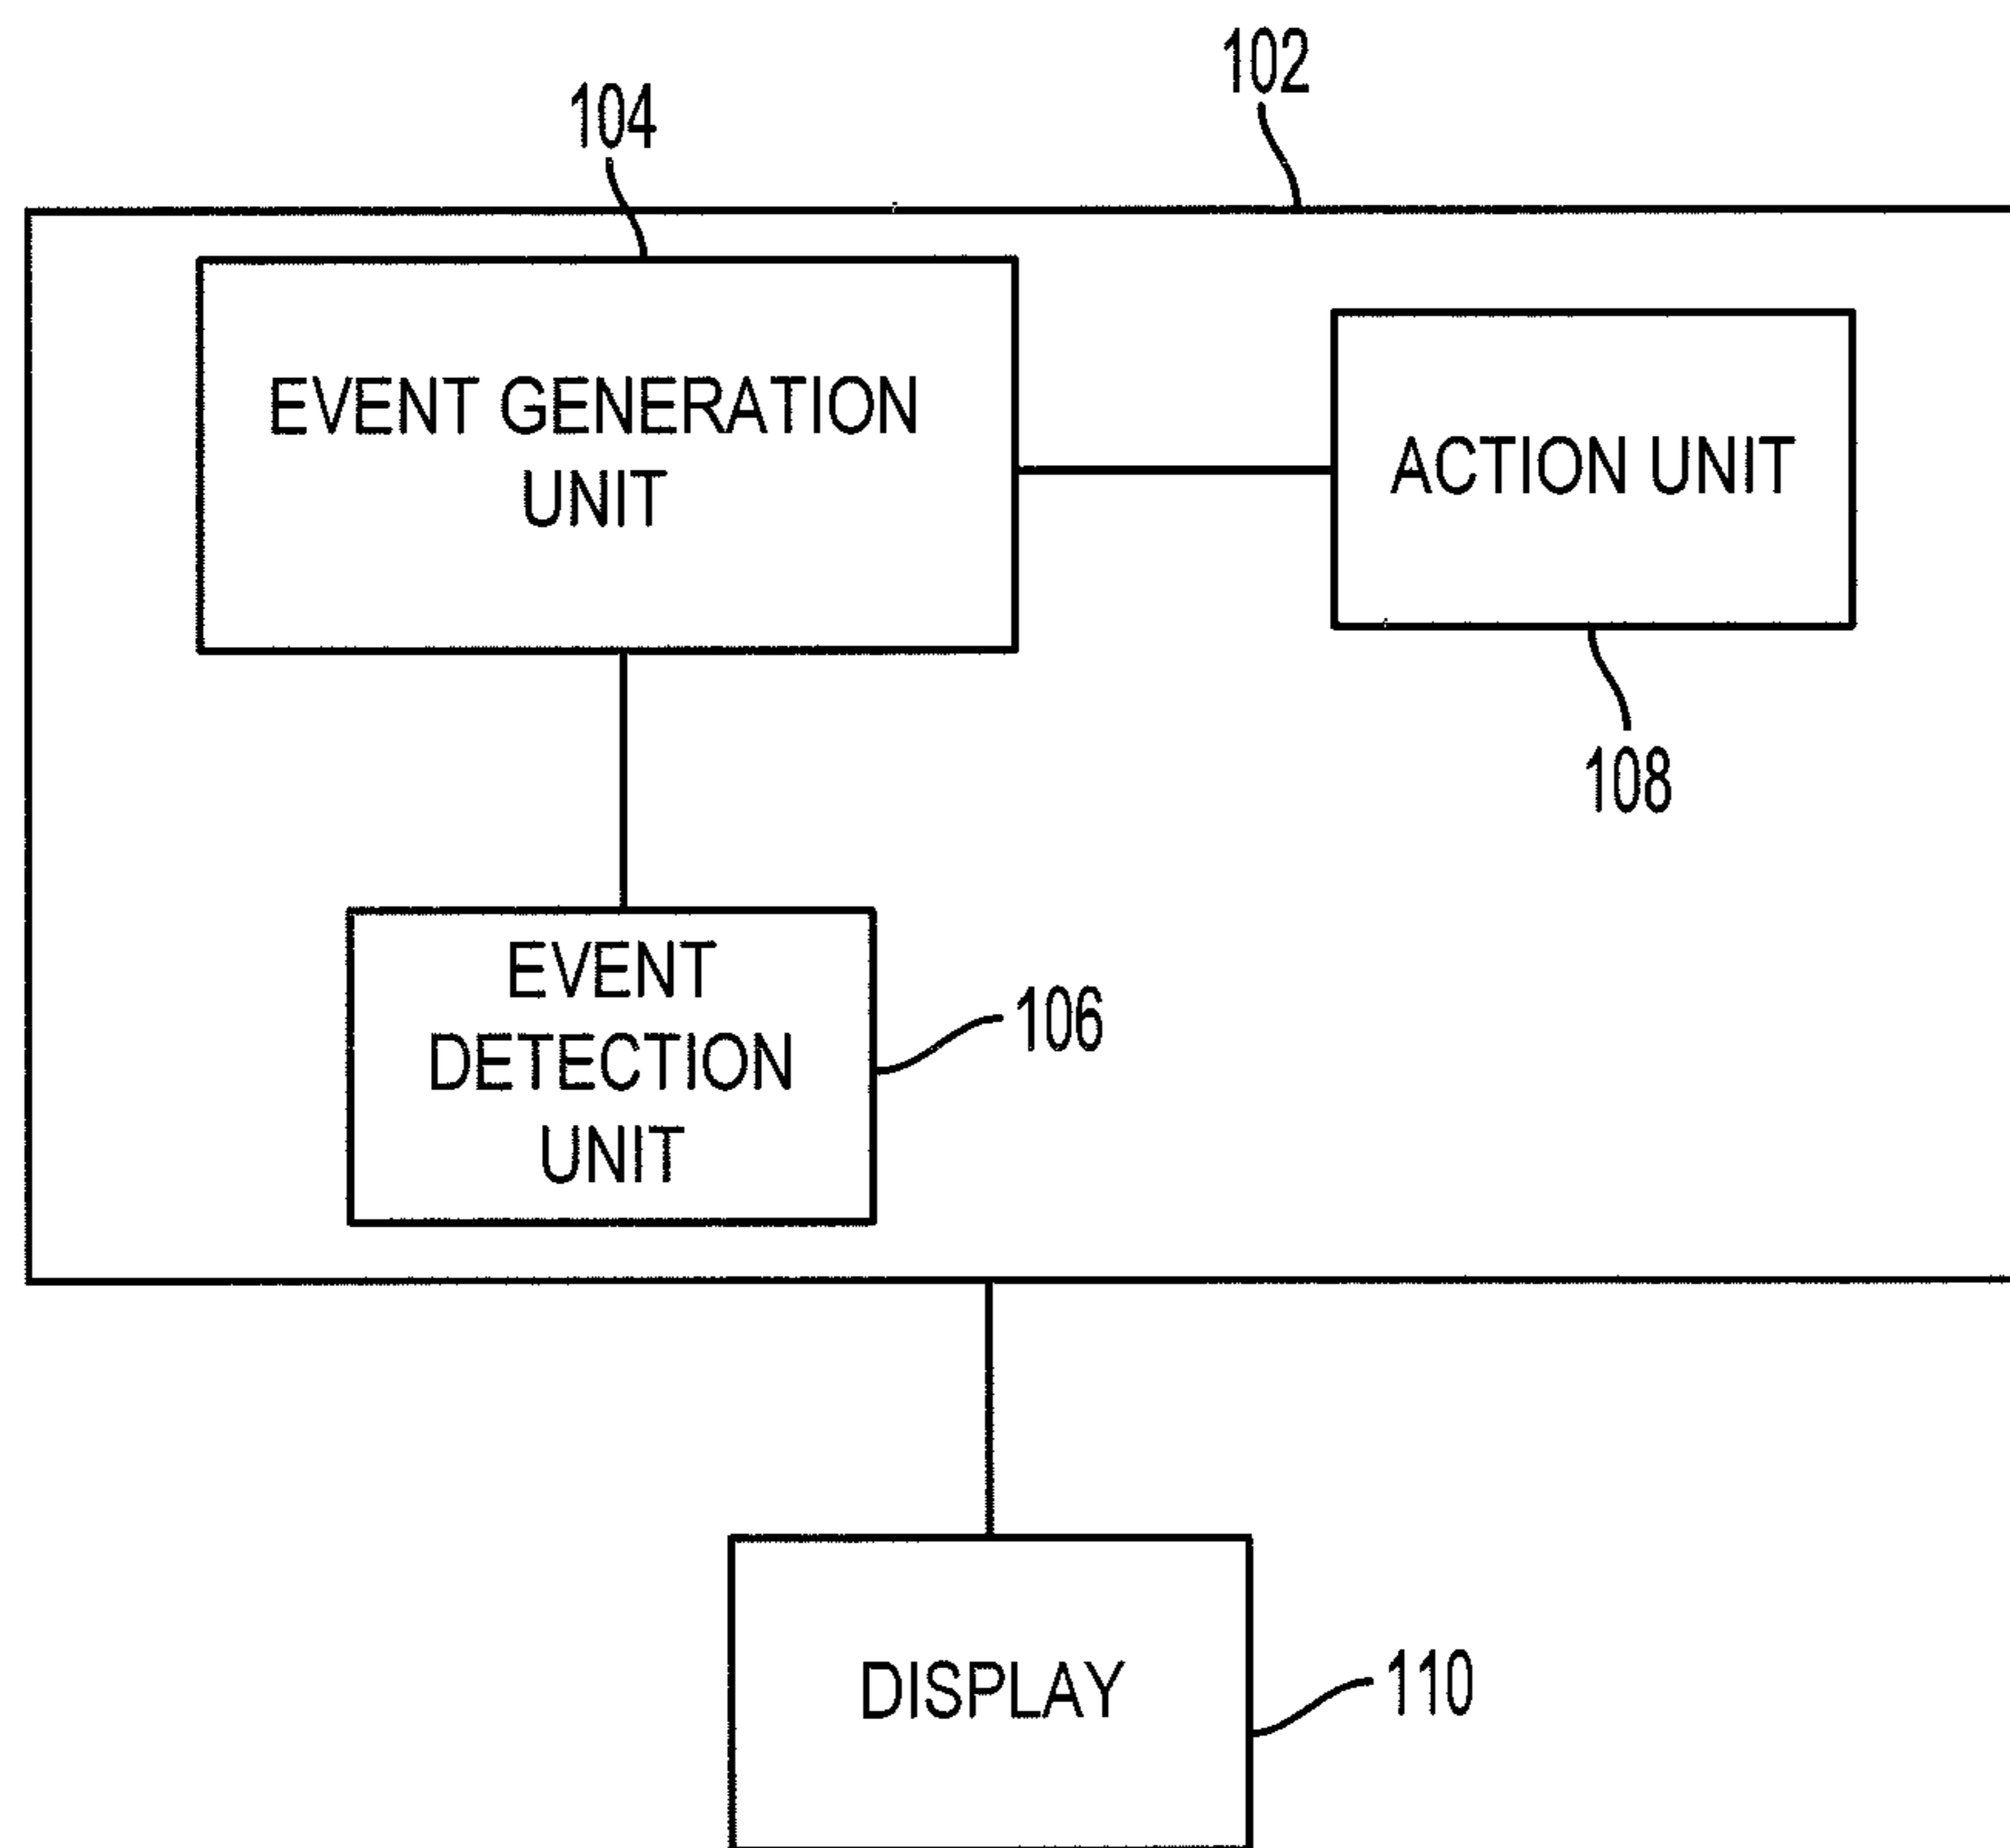 102
104
EVENT GENERATION
UNIT
ACTION UNIT
108
EVENT
DETECTION
UNIT
106
DISPLAY
110